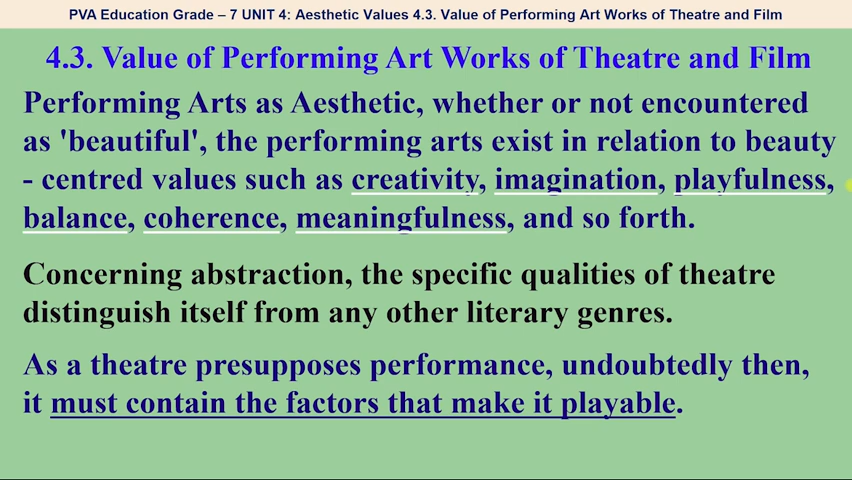 PVA Education Grade – 7 UNIT 4: Aesthetic Values 4.3. Value of Performing Art Works of Theatre and Film
4.3. Value of Performing Art Works of Theatre and Film
Performing Arts as Aesthetic, whether or not encountered
as 'beautiful', the performing arts exist in relation to beauty
- centred values such as creativity, imagination, playfulness,
balance, coherence, meaningfulness, and so forth.
Concerning abstraction, the specific qualities of theatre
distinguish itself from any other literary genres.
As a theatre presupposes performance, undoubtedly then,
it must contain the factors that make it playable.